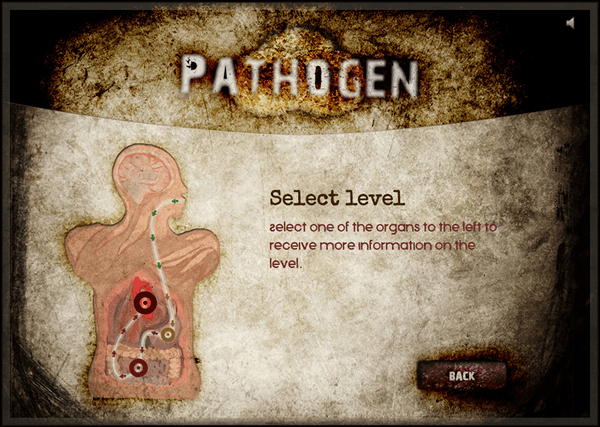 PATHOGEN
Select level
select one of the organs to the left to
receive more information on the
level.
BACK